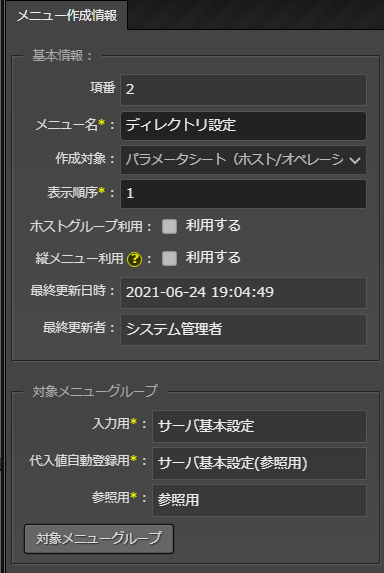 メニュー作成情報
基本情報：
項番 2
メニュー名*： ディレクトリ設定
作成対象： パラメータシート（ホスト/オペレーシ
表示順序*： 1
ホストグループ利用： 利用する
縦メニュー利用?： 利用する
最終更新日時： 2021-06-24 19:04:49
最終更新者： システム管理者
対象メニューグループ
入力用*： サーバ基本設定
代入値自動登録用*： サーバ基本設定(参照用)
参照用*： 参照用
対象メニューグループ